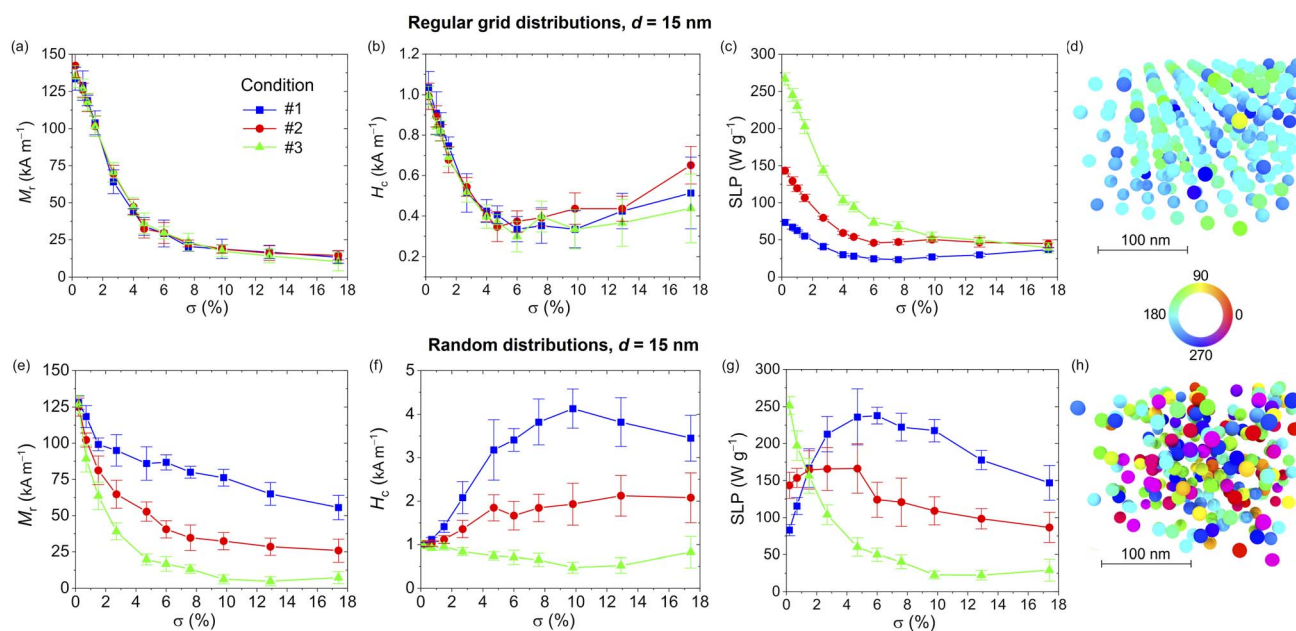 Regular grid distributions, d = 15 nm
(a)
150
125
100
75
50
25
0
Mr (kA m−1)
0 2 4 6 8 10 12 14 16 18
σ (%)
Condition
#1
#2
#3
(b)
1.2
1.0
0.8
0.6
0.4
0.2
Hc (kA m−1)
0 2 4 6 8 10 12 14 16 18
σ (%)
(c)
300
250
200
150
100
50
0
SLP (W g−1)
0 2 4 6 8 10 12 14 16 18
σ (%)
(d)
100 nm
90
180
0
270
Random distributions, d = 15 nm
(e)
150
125
100
75
50
25
0
Mr (kA m−1)
0 2 4 6 8 10 12 14 16 18
σ (%)
(f)
5
4
3
2
1
0
Hc (kA m−1)
0 2 4 6 8 10 12 14 16 18
σ (%)
(g)
300
250
200
150
100
50
0
SLP (W g−1)
0 2 4 6 8 10 12 14 16 18
σ (%)
(h)
100 nm